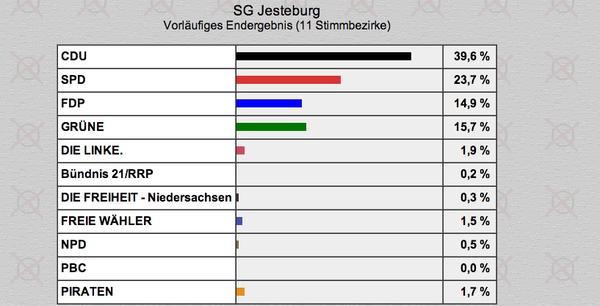 SG Jesteburg
Vorläufiges Endergebnis (11 Stimmbezirke)
CDU 39,6 %
SPD 23,7 %
FDP 14,9 %
GRÜNE 15,7 %
DIE LINKE. 1,9 %
Bündnis 21/RRP 0,2 %
DIE FREIHEIT - Niedersachsen 0,3 %
FREIE WÄHLER 1,5 %
NPD 0,5 %
PBC 0,0 %
PIRATEN 1,7 %